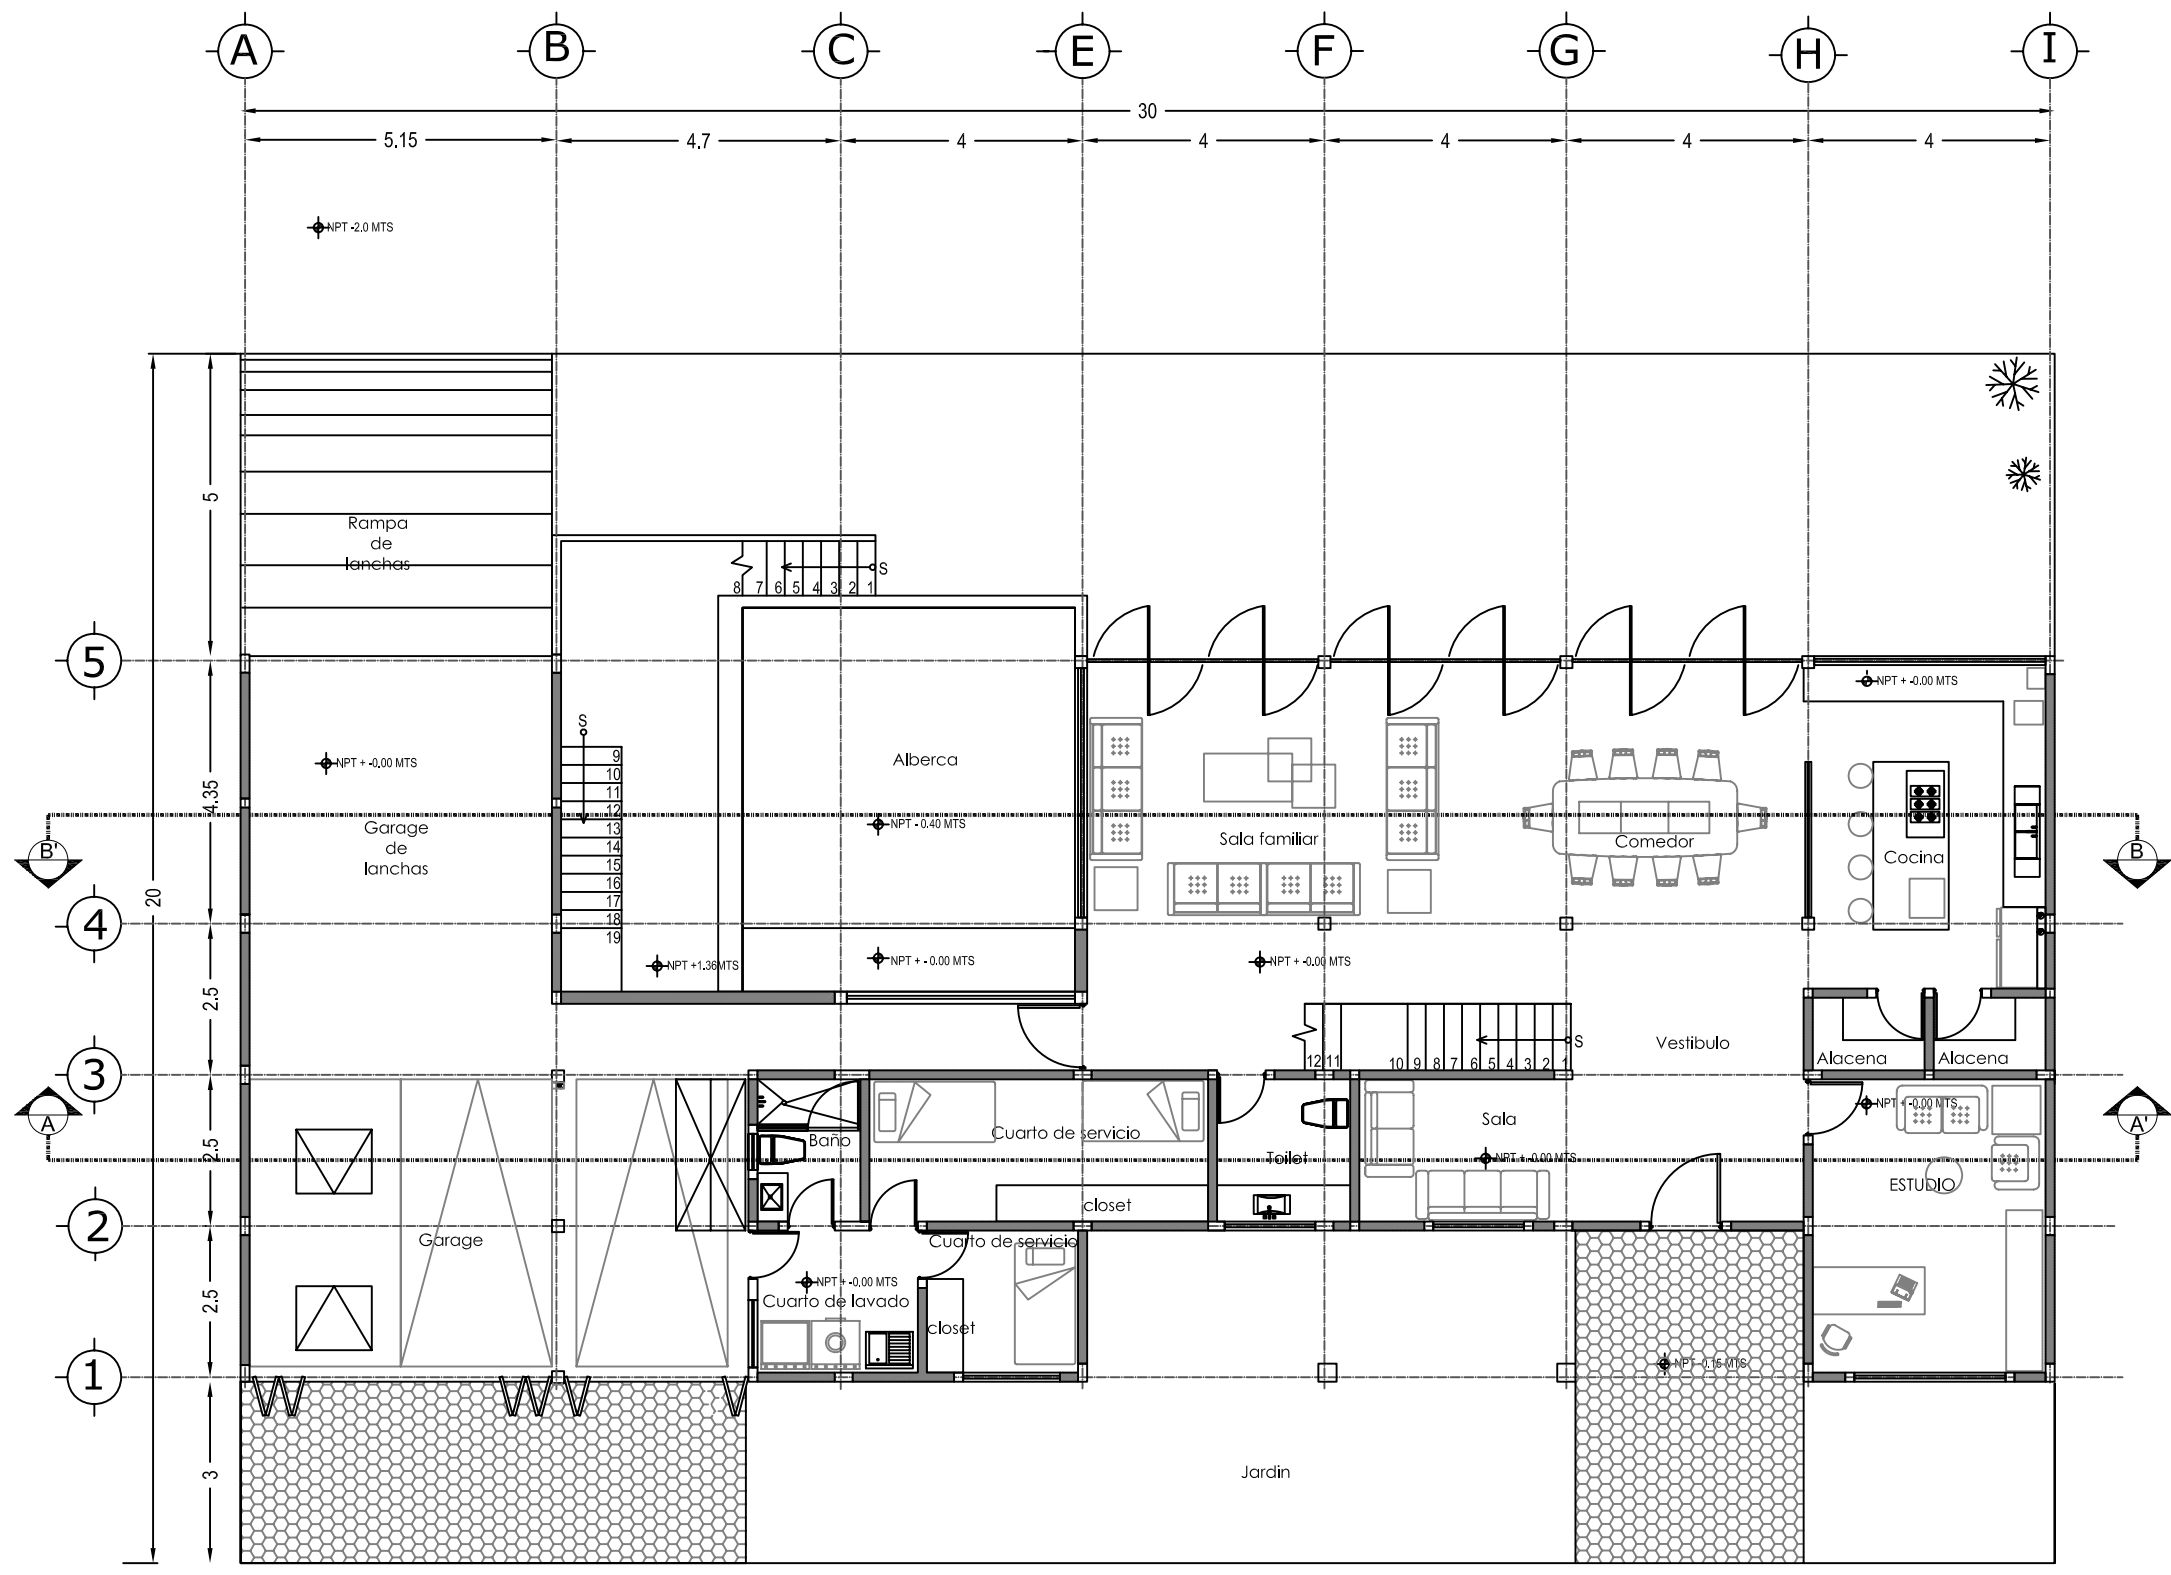 A B C E F G H I
30
5.15 4.7 4 4 4 4 4
NPT -2.0 MTS
5
Rampa
de
lanchas
8 7 6 5 4 3 2 1 S
5
NPT + -0.00 MTS
S
9
10
11
12
13
14
15
16
17
18
19
Alberca
NPT + -0.00 MTS
4.35
Garage
de
lanchas
NPT - 0.40 MTS
Sala familiar
Comedor
Cocina
B'
B
20
4
NPT +1.36MTS
NPT + - 0.00 MTS
NPT + -0.00 MTS
2.5
Vestibulo
12 11 10 9 8 7 6 5 4 3 2 1 S
Alacena
Alacena
3
A
A'
NPT + -0.00 MTS
2.5
Baño
Cuarto de servicio
Toilet
Sala
NPT + -0.00 MTS
ESTUDIO
closet
2
Garage
Cuarto de servicio
NPT + -0.00 MTS
Cuarto de lavado
2.5
closet
NPT -0.15 MTS
1
3
Jardin